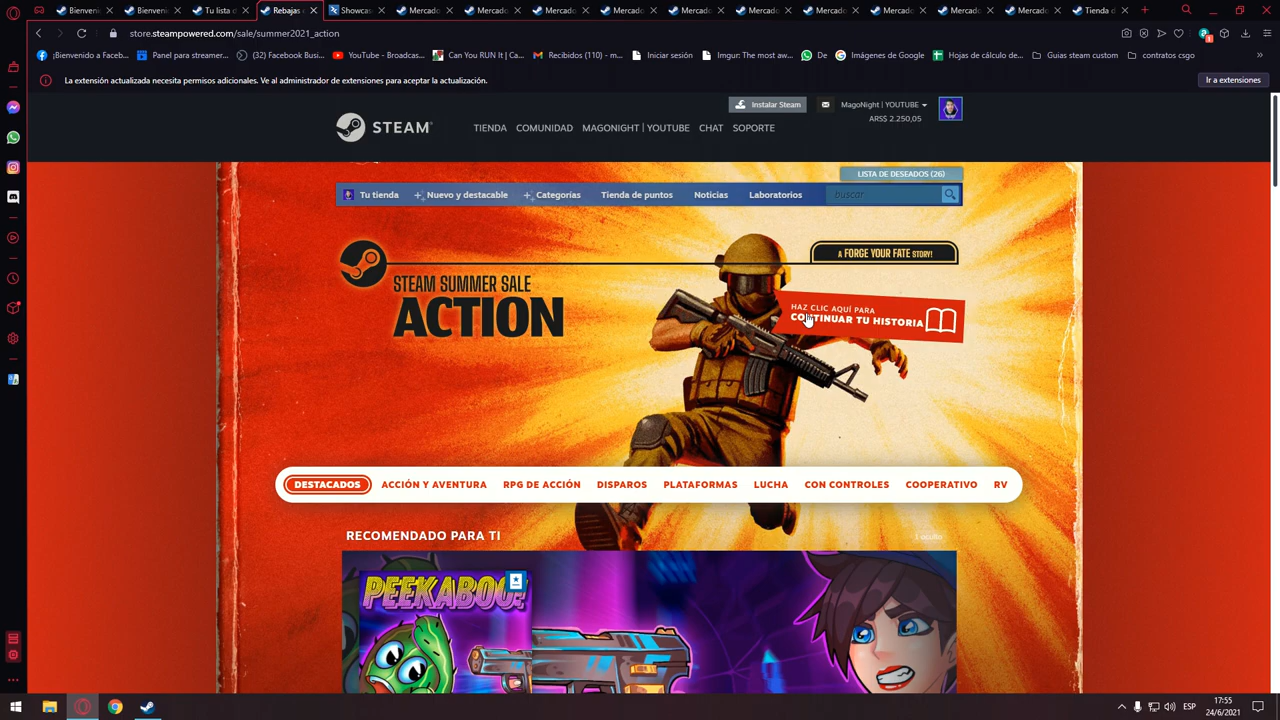 Bienveni
Bienveni
Tu lista d
Rebajas
Showcas
Mercado
Mercado
Mercado
Mercado
Mercado
Mercado
Mercado
Mercado
Mercado
Mercado
Tienda d
store.steampowered.com/sale/summer2021_action
1
¡Bienvenido a Faceb...
Panel para streamer...
(32) Facebook Busi...
YouTube - Broadcas...
Can You RUN It | Ca...
Recibidos (110) - m...
Iniciar sesión
Imgur: The most aw...
De
Imágenes de Google
Hojas de cálculo de...
Guias steam custom
contratos csgo
La extensión actualizada necesita permisos adicionales. Ve al administrador de extensiones para aceptar la actualización.
Ir a extensiones
STEAM
Instalar Steam
MagoNight | YOUTUBE
ARS$ 2.250,05
TIENDA COMUNIDAD MAGONIGHT | YOUTUBE CHAT SOPORTE
LISTA DE DESEADOS (26)
Tu tienda Nuevo y destacable Categorías Tienda de puntos Noticias Laboratorios buscar
A FORGE YOUR FATE STORY!
STEAM SUMMER SALE
ACTION
HAZ CLIC AQUÍ PARA
CONTINUAR TU HISTORIA
DESTACADOS ACCIÓN Y AVENTURA RPG DE ACCIÓN DISPAROS PLATAFORMAS LUCHA CON CONTROLES COOPERATIVO RV
RECOMENDADO PARA TI
1 oculto
PEEKABOO!
ESP
17:55
24/6/2021